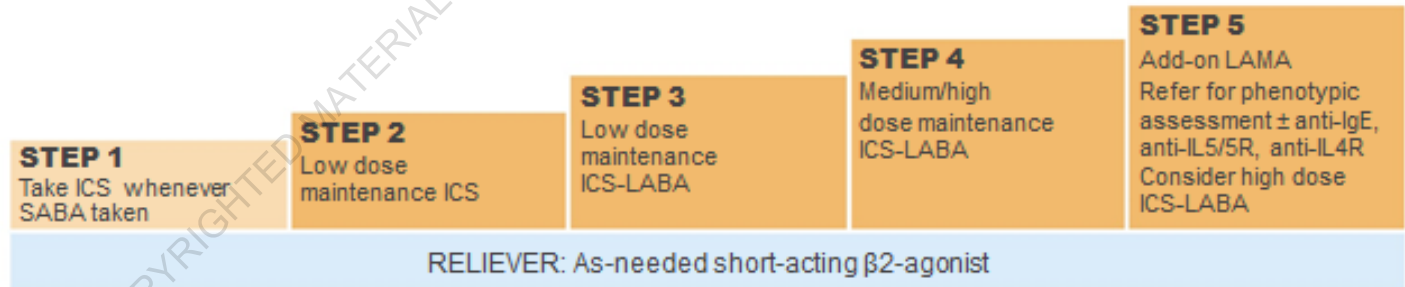 STEP 1
Take ICS whenever
SABA taken
STEP 2
Low dose
maintenance ICS
STEP 3
Low dose
maintenance
ICS-LABA
STEP 4
Medium/high
dose maintenance
ICS-LABA
STEP 5
Add-on LAMA
Refer for phenotypic
assessment ± anti-IgE,
anti-IL5/5R, anti-IL4R
Consider high dose
ICS-LABA
RELIEVER: As-needed short-acting β2-agonist
PYRIGHTED MATERIAL